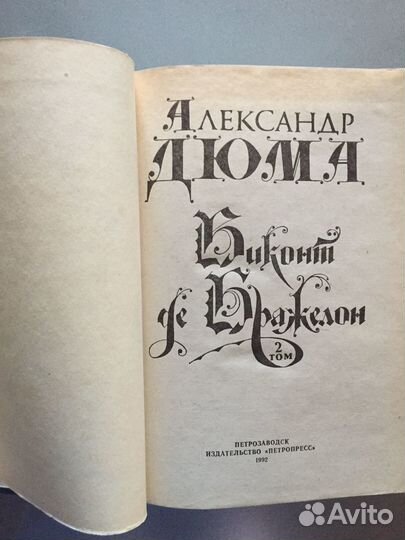 Александр
Дюма
Виконт
де Бражелон
2
том
Петрозаводск
Издательство «Петропресс»
1992
Avito